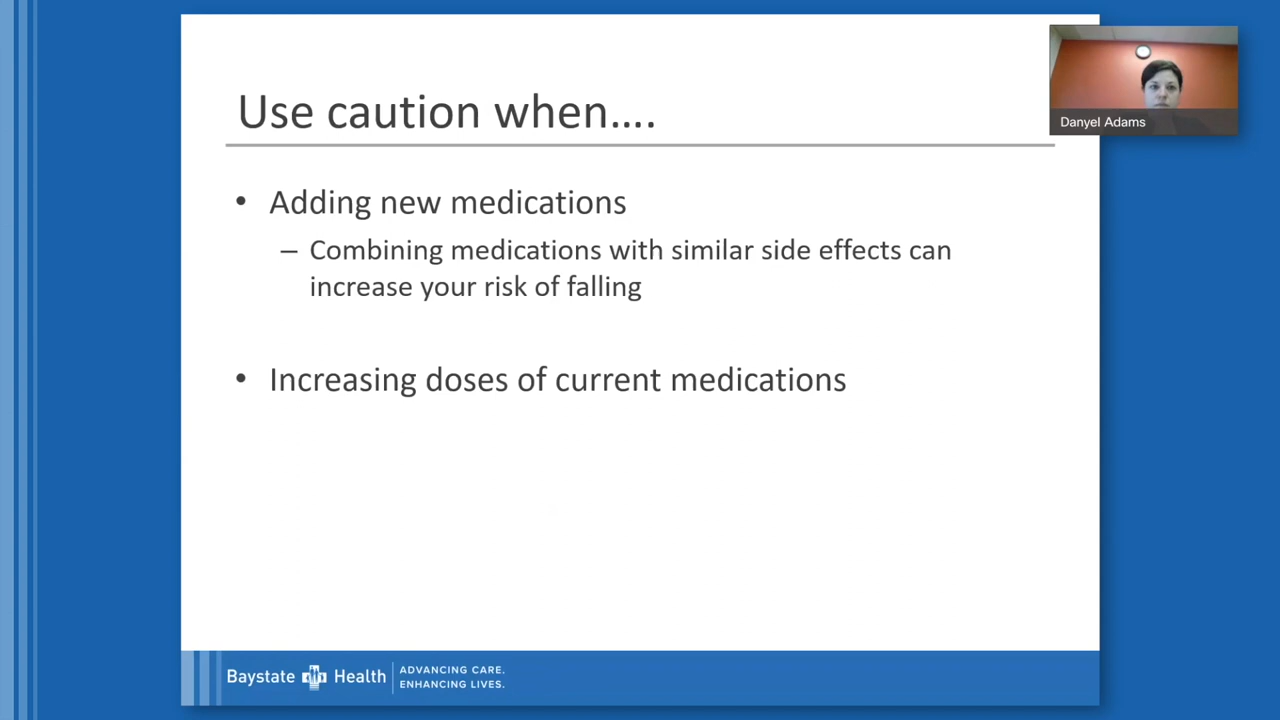 Use caution when....
Danyel Adams
• Adding new medications
– Combining medications with similar side effects can
increase your risk of falling
• Increasing doses of current medications
Baystate Health
ADVANCING CARE.
ENHANCING LIVES.